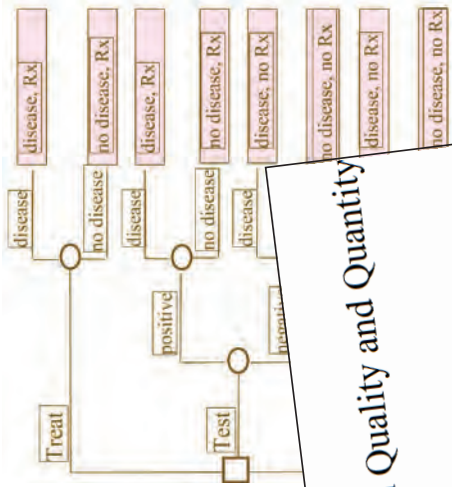 disease, Rx
no disease, Rx
disease, Rx
no disease, Rx
disease, no Rx
no disease, no Rx
disease, no Rx
no disease, no Rx
disease
no disease
disease
no disease
disease
positive
Treat
Test
Quality and Quantity